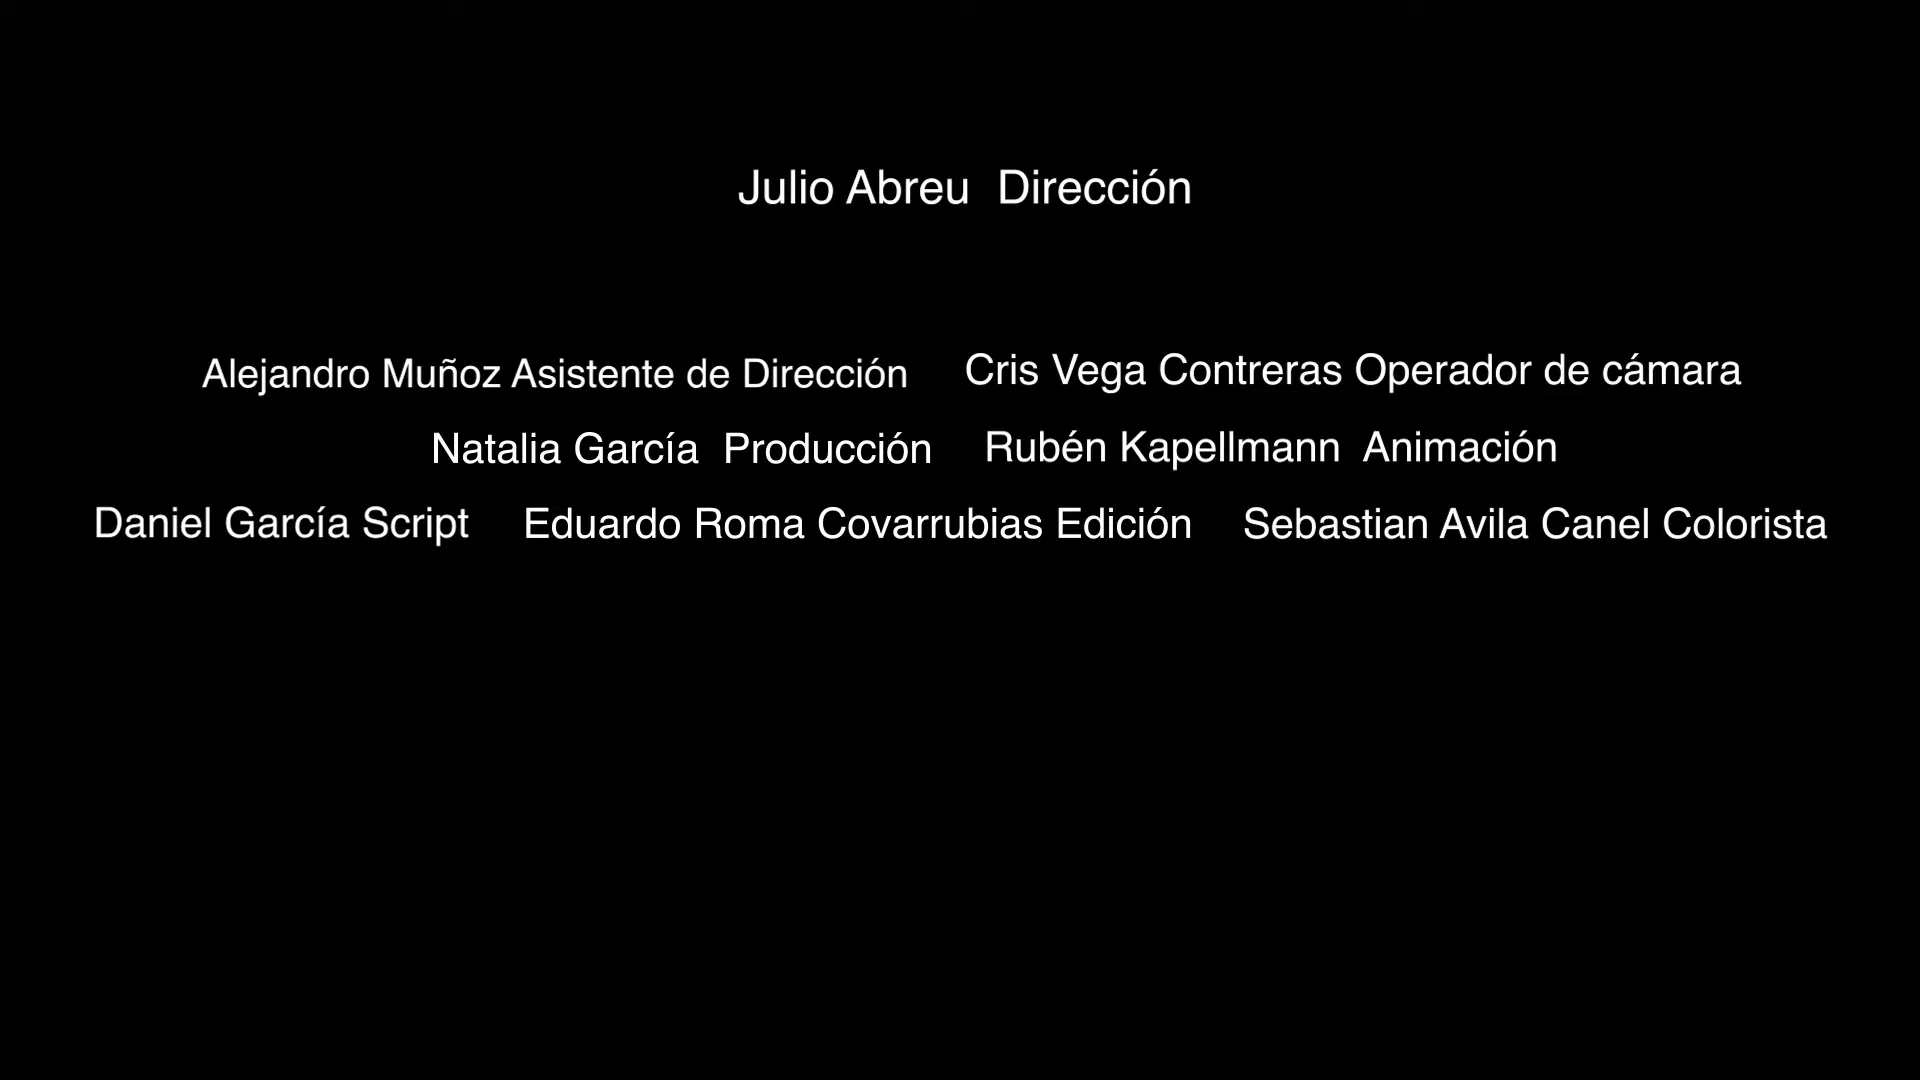 Julio Abreu  Dirección
Alejandro Muñoz Asistente de Dirección    Cris Vega Contreras Operador de cámara
Natalia García  Producción    Rubén Kapellmann  Animación
Daniel García Script    Eduardo Roma Covarrubias Edición    Sebastian Avila Canel Colorista